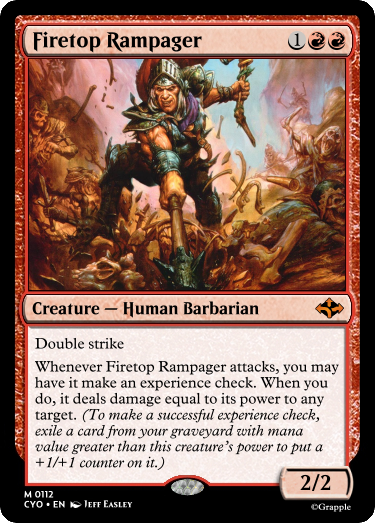 Firetop Rampager 1
Creature — Human Barbarian
Double strike
Whenever Firetop Rampager attacks, you may
have it make an experience check. When you
do, it deals damage equal to its power to any
target. (To make a successful experience check,
exile a card from your graveyard with mana
value greater than this creature's power to put a
+1/+1 counter on it.)
2/2
M 0112
CYO • EN Jeff Easley
©Grapple